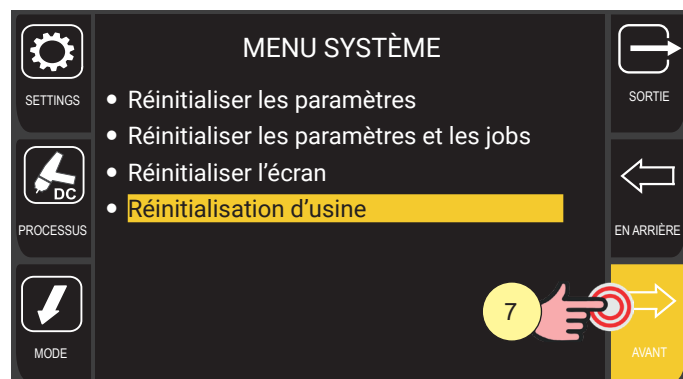 MENU SYSTÈME
SETTINGS
PROCESSUS
DC
MODE
Réinitialiser les paramètres
Réinitialiser les paramètres et les jobs
Réinitialiser l’écran
Réinitialisation d’usine
7
SORTIE
EN ARRIÈRE
AVANT